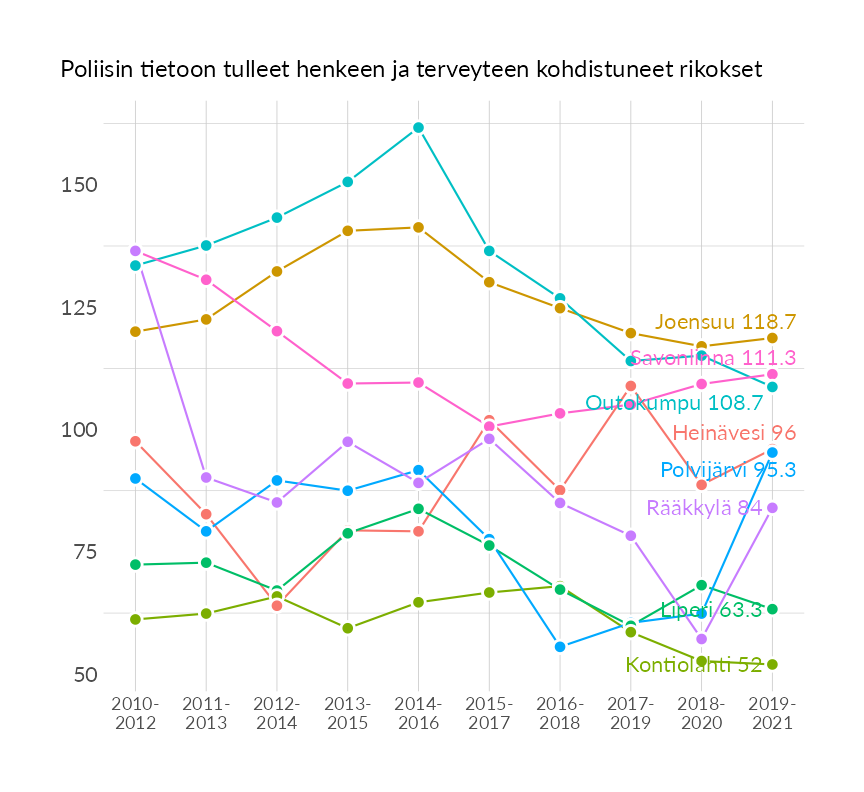 Poliisin tietoon tulleet henkeen ja terveyteen kohdistuneet rikokset
150
125
100
75
50
Joensuu 118.7
Savonlinna 111.3
Outokumpu 108.7
Heinävesi 96
Polvijärvi 95.3
Rääkkylä 84
Liperi 63.3
Kontiolahti 52
2010-
2012
2011-
2013
2012-
2014
2013-
2015
2014-
2016
2015-
2017
2016-
2018
2017-
2019
2018-
2020
2019-
2021